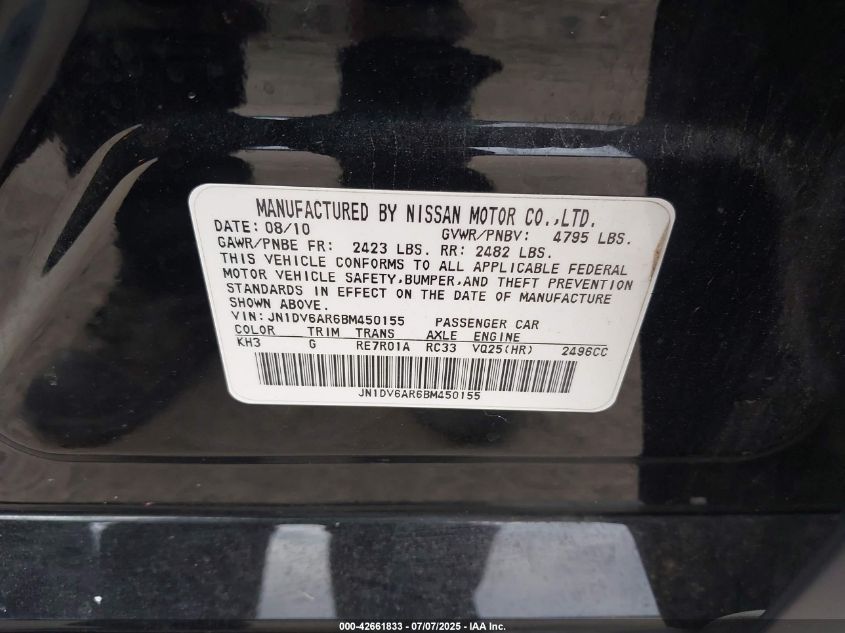 MANUFACTURED BY NISSAN MOTOR CO.,LTD.
DATE: 08/10 GVWR/PNBV: 4795 LBS.
GAWR/PNBE FR: 2423 LBS. RR: 2482 LBS.
THIS VEHICLE CONFORMS TO ALL APPLICABLE FEDERAL
MOTOR VEHICLE SAFETY,BUMPER,AND THEFT PREVENTION
STANDARDS IN EFFECT ON THE DATE OF MANUFACTURE
SHOWN ABOVE.
VIN: JN1DV6AR6BM450155 PASSENGER CAR
COLOR TRIM TRANS AXLE ENGINE
KH3 G RE7R01A RC33 VQ25(HR) 2496CC
JN1DV6AR6BM450155
000-42661833 - 07/07/2025 - IAA Inc.